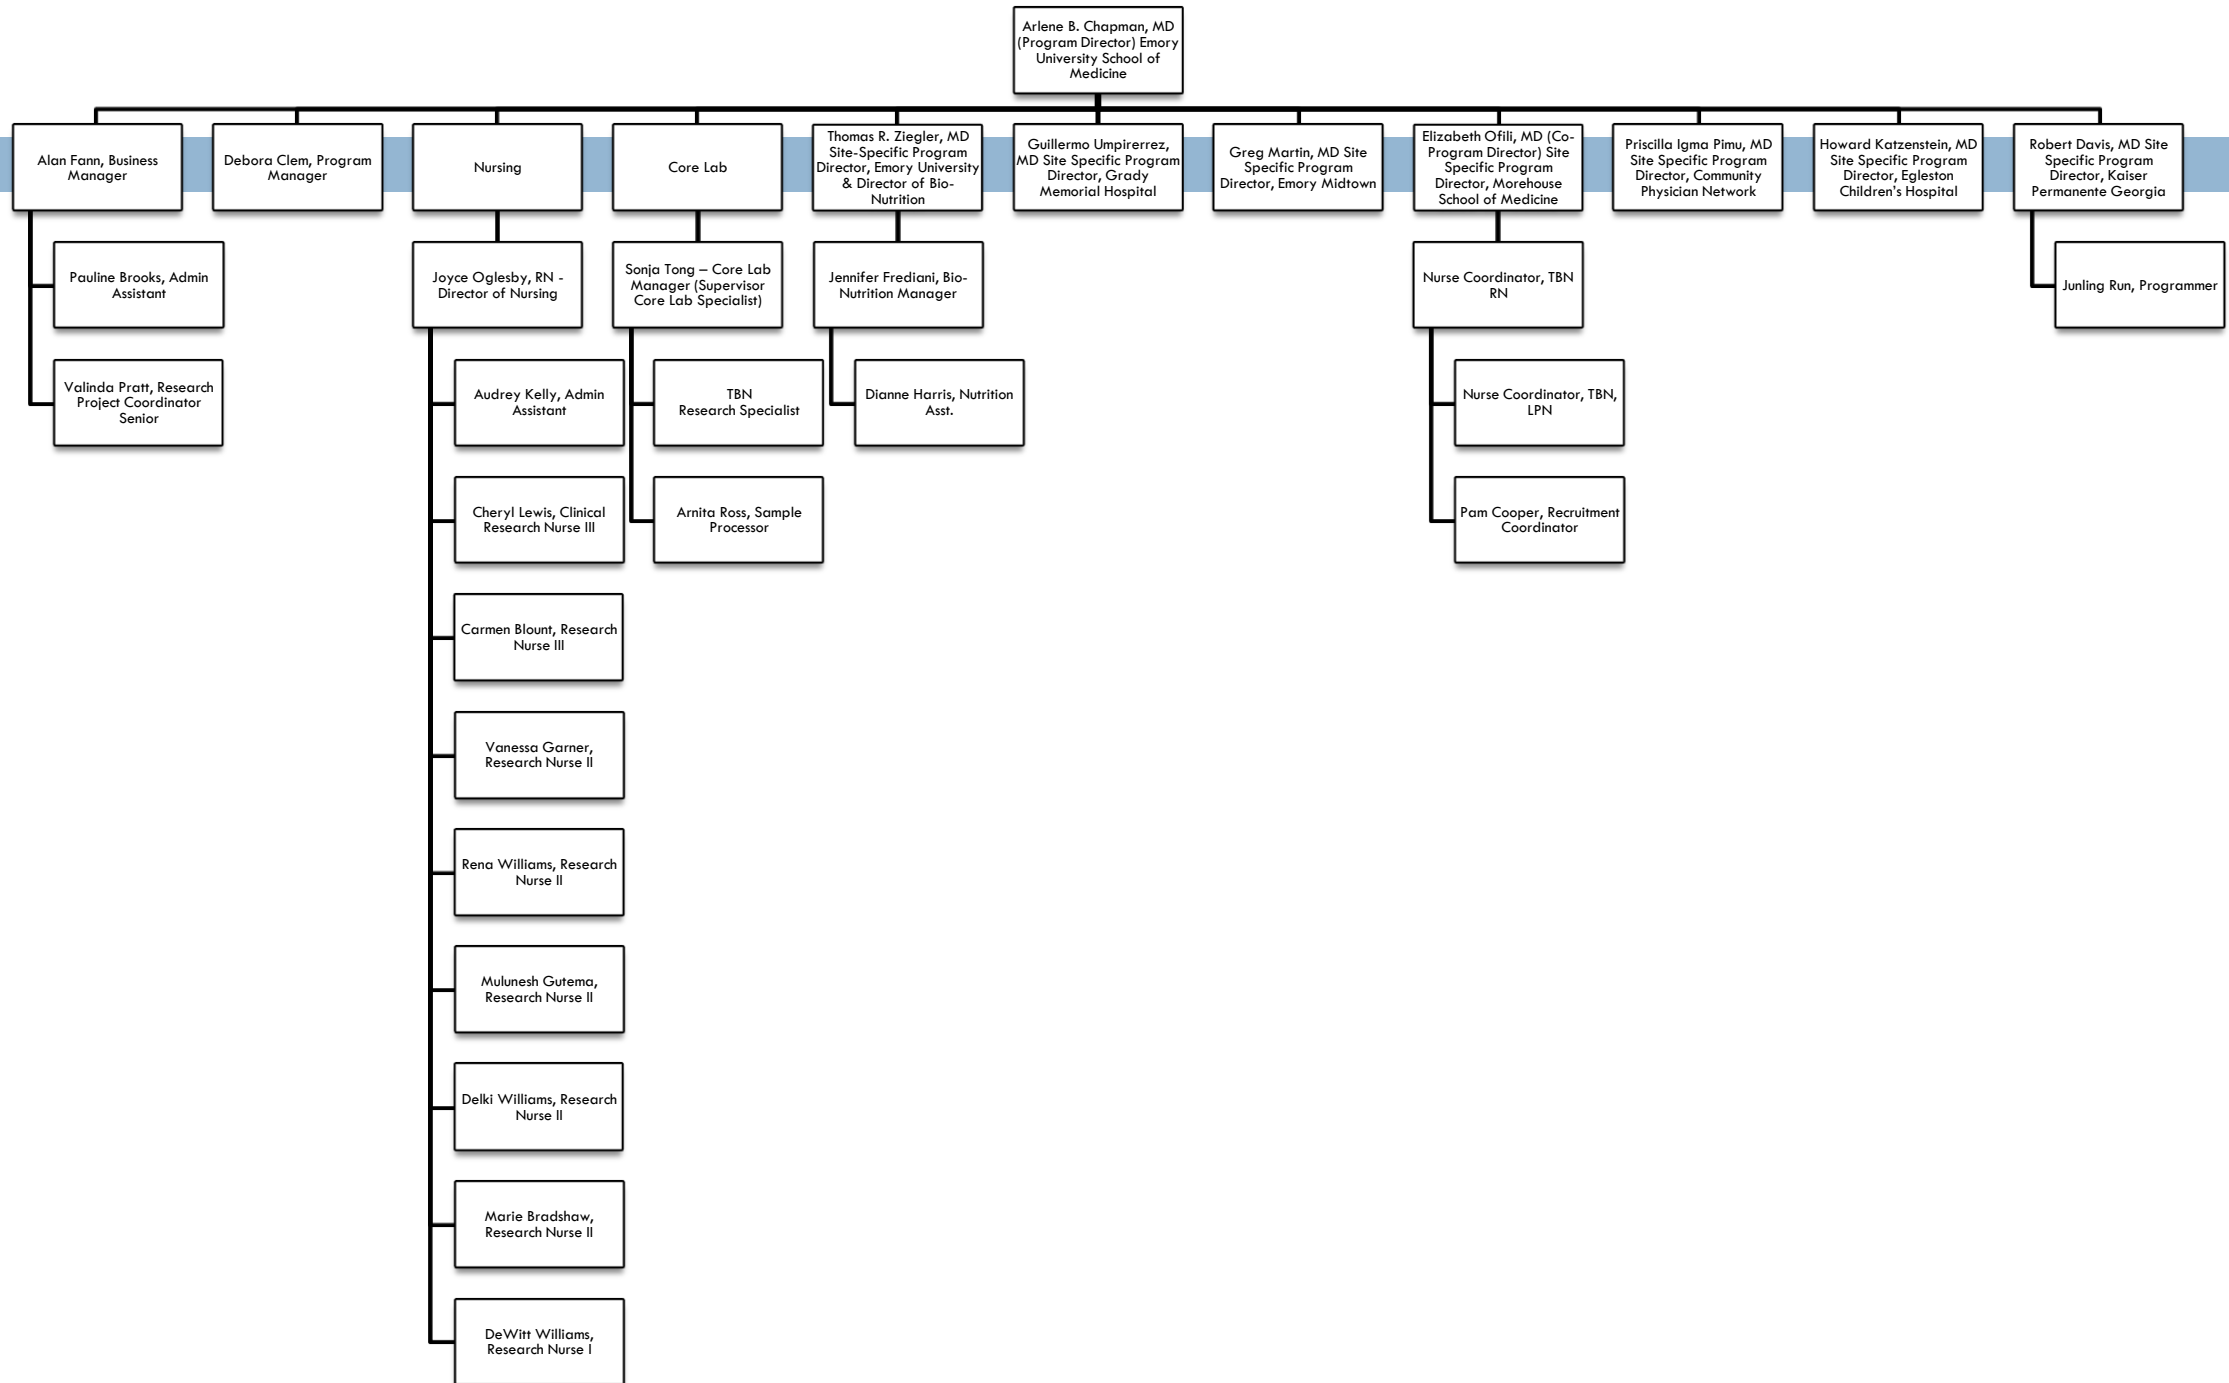 Arlene B. Chapman, MD
(Program Director) Emory
University School of
Medicine
Alan Fann, Business
Manager
Debora Clem, Program
Manager
Nursing
Core Lab
Thomas R. Ziegler, MD
Site-Specific Program
Director, Emory University
& Director of Bio-
Nutrition
Guillermo Umpirerrez,
MD Site Specific Program
Director, Grady
Memorial Hospital
Greg Martin, MD Site
Specific Program
Director, Emory Midtown
Elizabeth Ofili, MD (Co-
Program Director) Site
Specific Program
Director, Morehouse
School of Medicine
Priscilla Igma Pimu, MD
Site Specific Program
Director, Community
Physician Network
Howard Katzenstein, MD
Site Specific Program
Director, Egleston
Children's Hospital
Robert Davis, MD Site
Specific Program
Director, Kaiser
Permanente Georgia
Pauline Brooks, Admin
Assistant
Valinda Pratt, Research
Project Coordinator
Senior
Joyce Oglesby, RN -
Director of Nursing
Audrey Kelly, Admin
Assistant
Cheryl Lewis, Clinical
Research Nurse III
Carmen Blount, Research
Nurse III
Vanessa Garner,
Research Nurse II
Rena Williams, Research
Nurse II
Mulunesh Gutema,
Research Nurse II
Delki Williams, Research
Nurse II
Marie Bradshaw,
Research Nurse II
DeWitt Williams,
Research Nurse I
Sonja Tong – Core Lab
Manager (Supervisor
Core Lab Specialist)
TBN
Research Specialist
Arnita Ross, Sample
Processor
Jennifer Frediani, Bio-
Nutrition Manager
Dianne Harris, Nutrition
Asst.
Nurse Coordinator, TBN
RN
Nurse Coordinator, TBN,
LPN
Pam Cooper, Recruitment
Coordinator
Junling Run, Programmer